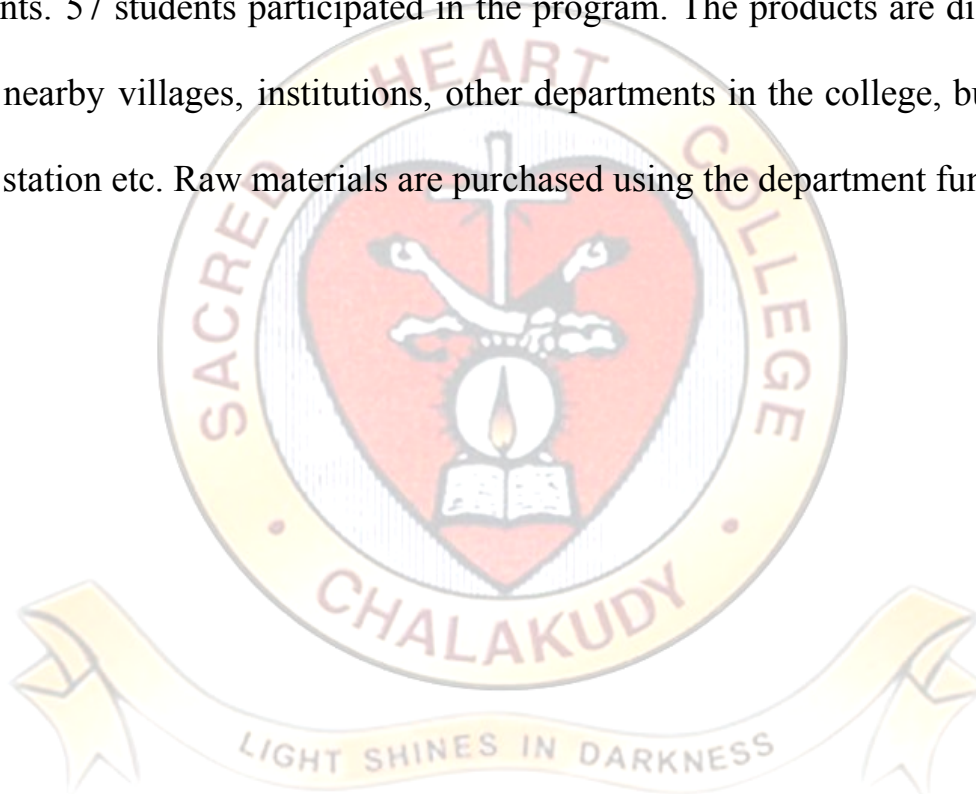 nts. 57 students participated in the program. The products are di
nearby villages, institutions, other departments in the college, bu
station etc. Raw materials are purchased using the department fun
SACRED HEART COLLEGE
CHALAKUDY
LIGHT SHINES IN DARKNESS